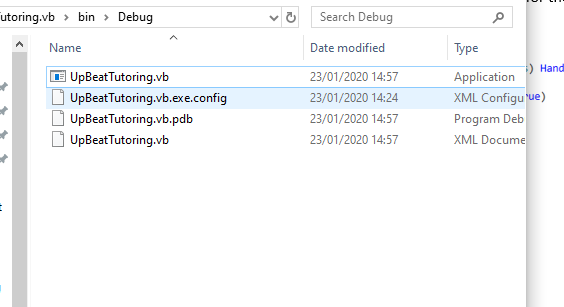 Tutoring.vb > bin > Debug
Search Debug
Name Date modified Type
UpBeatTutoring.vb 23/01/2020 14:57 Application
UpBeatTutoring.vb.exe.config 23/01/2020 14:24 XML Configu
UpBeatTutoring.vb.pdb 23/01/2020 14:57 Program Deb
UpBeatTutoring.vb 23/01/2020 14:57 XML Docume
) Hand